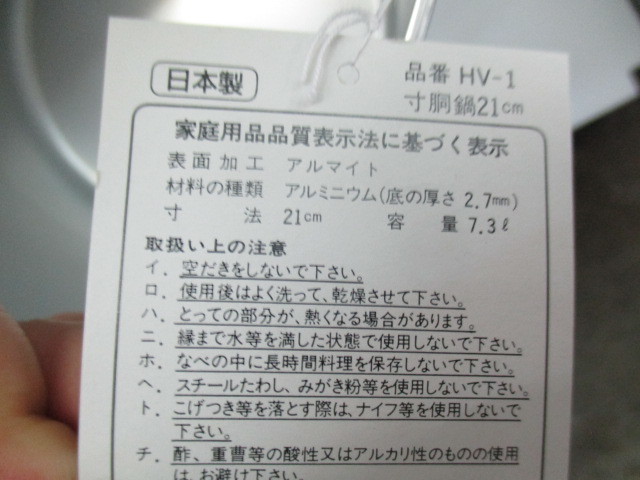 日本製
品番 HV-1
寸胴鍋21cm
家庭用品品質表示法に基づく表示
表面加工 アルマイト
材料の種類 アルミニウム(底の厚さ 2.7mm)
寸法 21cm 容量 7.3ℓ
取扱い上の注意
イ. 空だきをしないで下さい。
ロ. 使用後はよく洗って、乾燥させて下さい。
ハ. とっての部分が、熱くなる場合があります。
ニ. 縁まで水等を満した状態で使用しないで下さい。
ホ. なべの中に長時間料理を保存しないで下さい。
ヘ. スチールたわし、みがき粉等を使用しないで下さい。
ト. こげつき等を落とす際は、ナイフ等を使用しないで
下さい。
チ. 酢、重曹等の酸性又はアルカリ性のものの使用
は、お避け下さい。